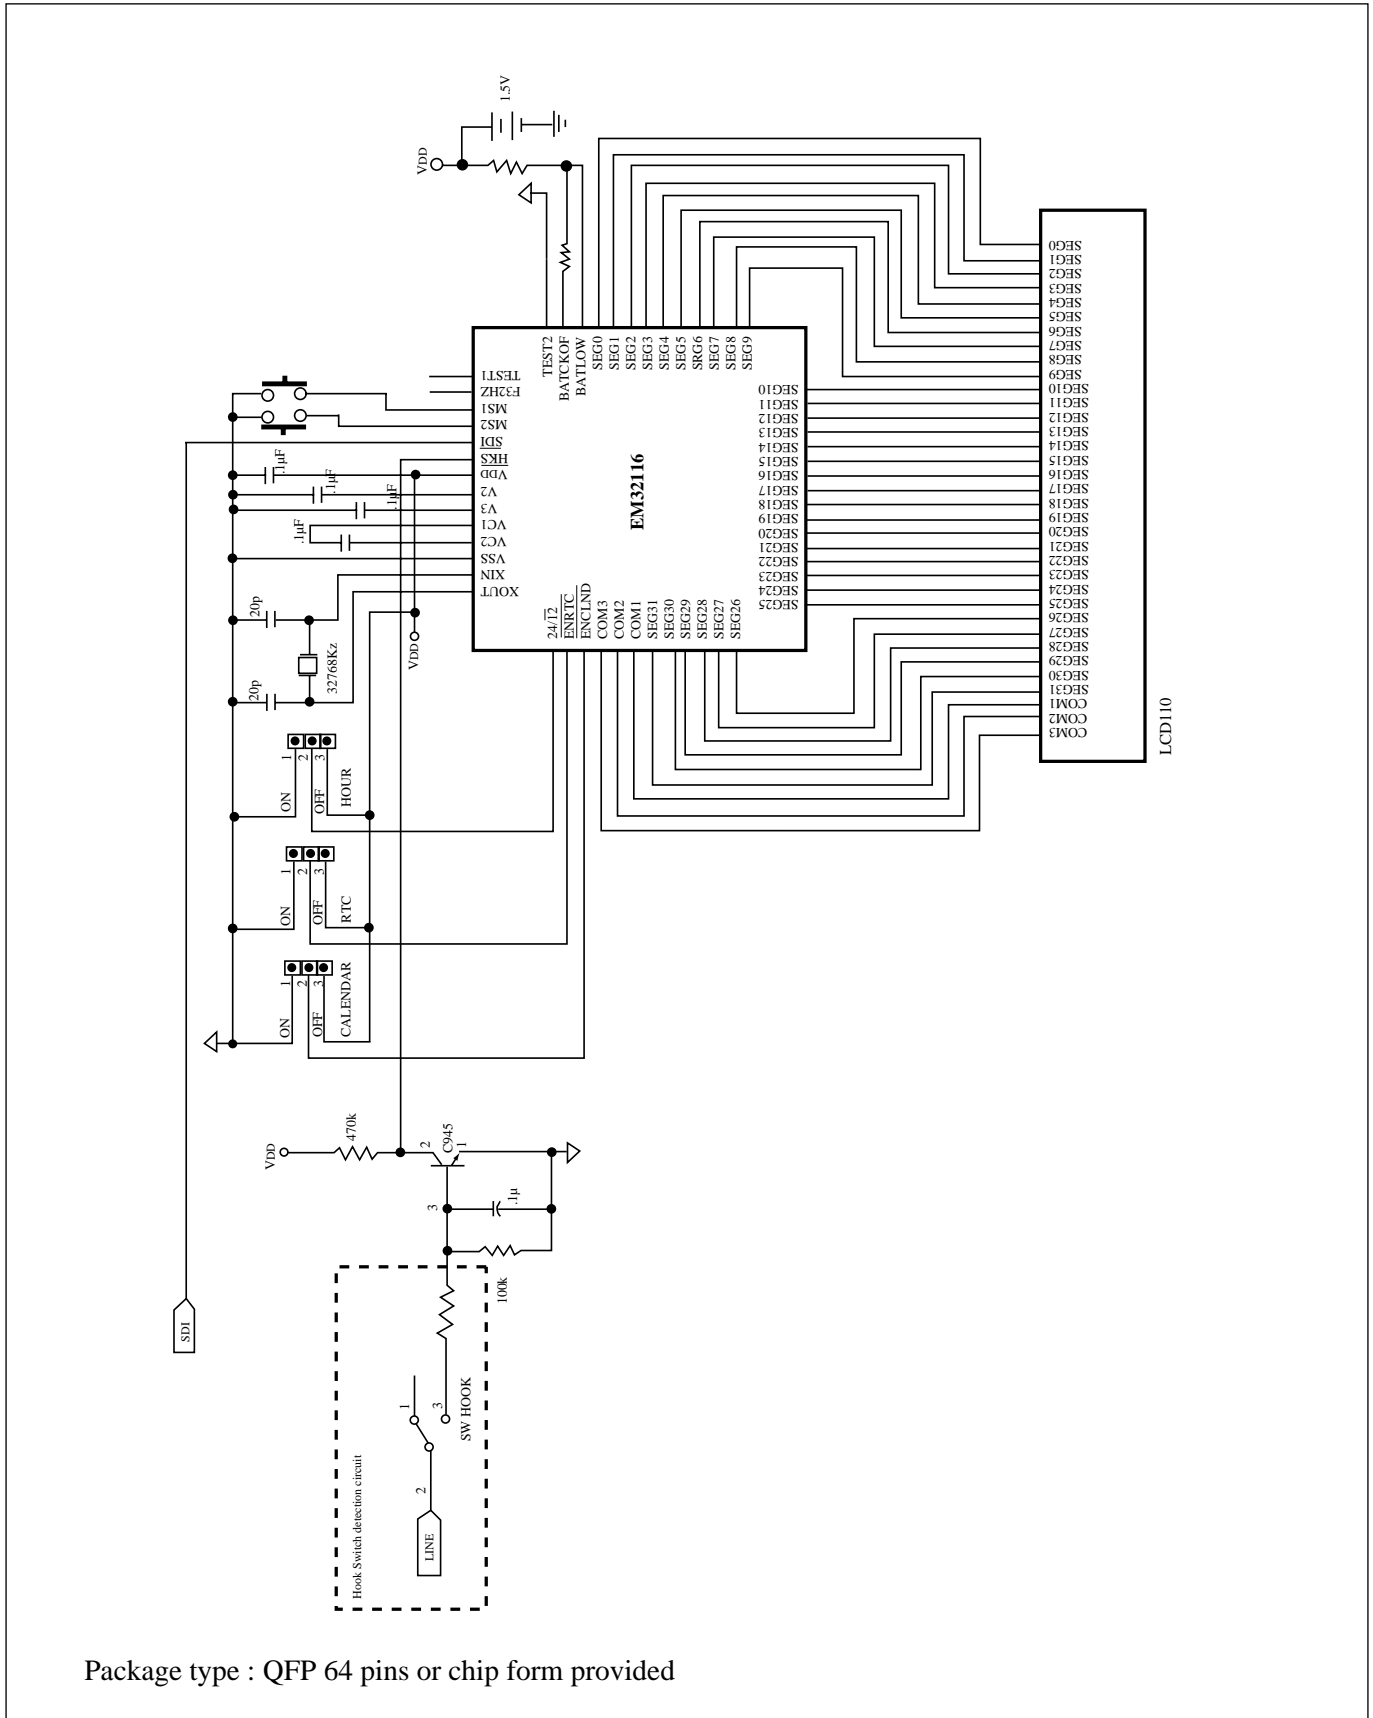 1.5V
VDD
TEST2
BATCKOF
BATLOW
SEG0
SEG1
SEG2
SEG3
SEG4
SEG5
SRG6
SEG7
SEG8
SEG9
TEST1
F32HZ
MS1
MS2
SDI
HKS
VDD
V2
V3
VC1
VC2
VSS
XIN
XOUT
EM32116
SEG10
SEG11
SEG12
SEG13
SEG14
SEG15
SEG16
SEG17
SEG18
SEG19
SEG20
SEG21
SEG22
SEG23
SEG24
SEG25
24/12
ENRTC
ENCLND
COM3
COM2
COM1
SEG31
SEG30
SEG29
SEG28
SEG27
SEG26
SEG0
SEG1
SEG2
SEG3
SEG4
SEG5
SEG6
SEG7
SEG8
SEG9
SEG10
SEG11
SEG12
SEG13
SEG14
SEG15
SEG16
SEG17
SEG18
SEG19
SEG20
SEG21
SEG22
SEG23
SEG24
SEG25
SEG26
SEG27
SEG28
SEG29
SEG30
SEG31
COM1
COM2
COM3
LCD110
.1µF
.1µF
.1µF
.1µF
20p
20p
32768Kz
VDD
1
2
3
ON
OFF
HOUR
1
2
3
ON
OFF
RTC
1
2
3
ON
OFF
CALENDAR
VDD
470k
2
C945
1
3
.1µ
100k
SDI
1
3
SW HOOK
2
LINE
Hook Switch detection circuit
Package type : QFP 64 pins or chip form provided